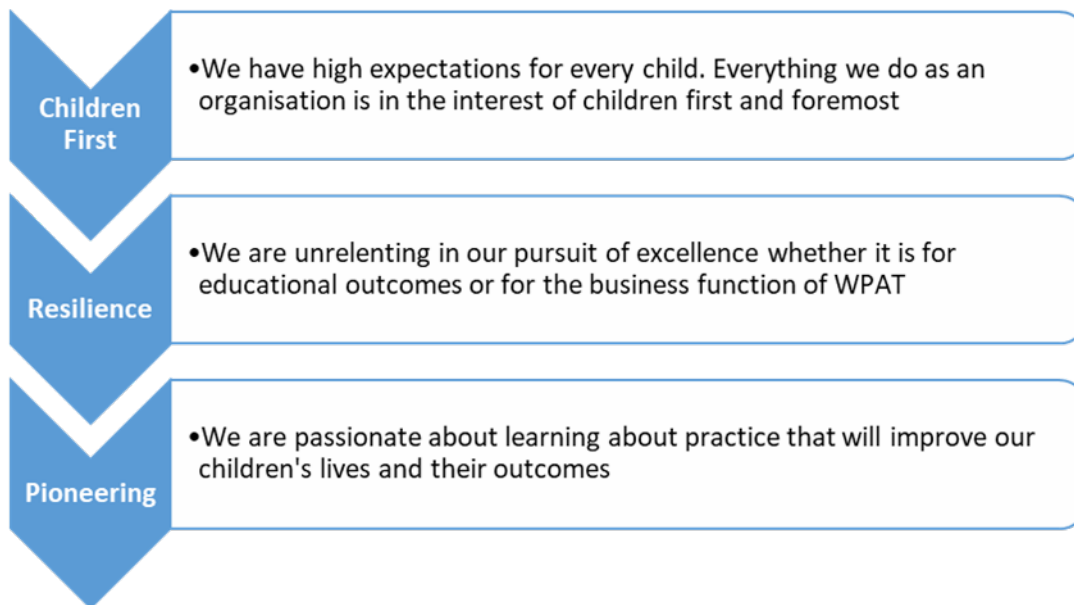 Children
First
•We have high expectations for every child. Everything we do as an
organisation is in the interest of children first and foremost
Resilience
•We are unrelenting in our pursuit of excellence whether it is for
educational outcomes or for the business function of WPAT
Pioneering
•We are passionate about learning about practice that will improve our
children's lives and their outcomes